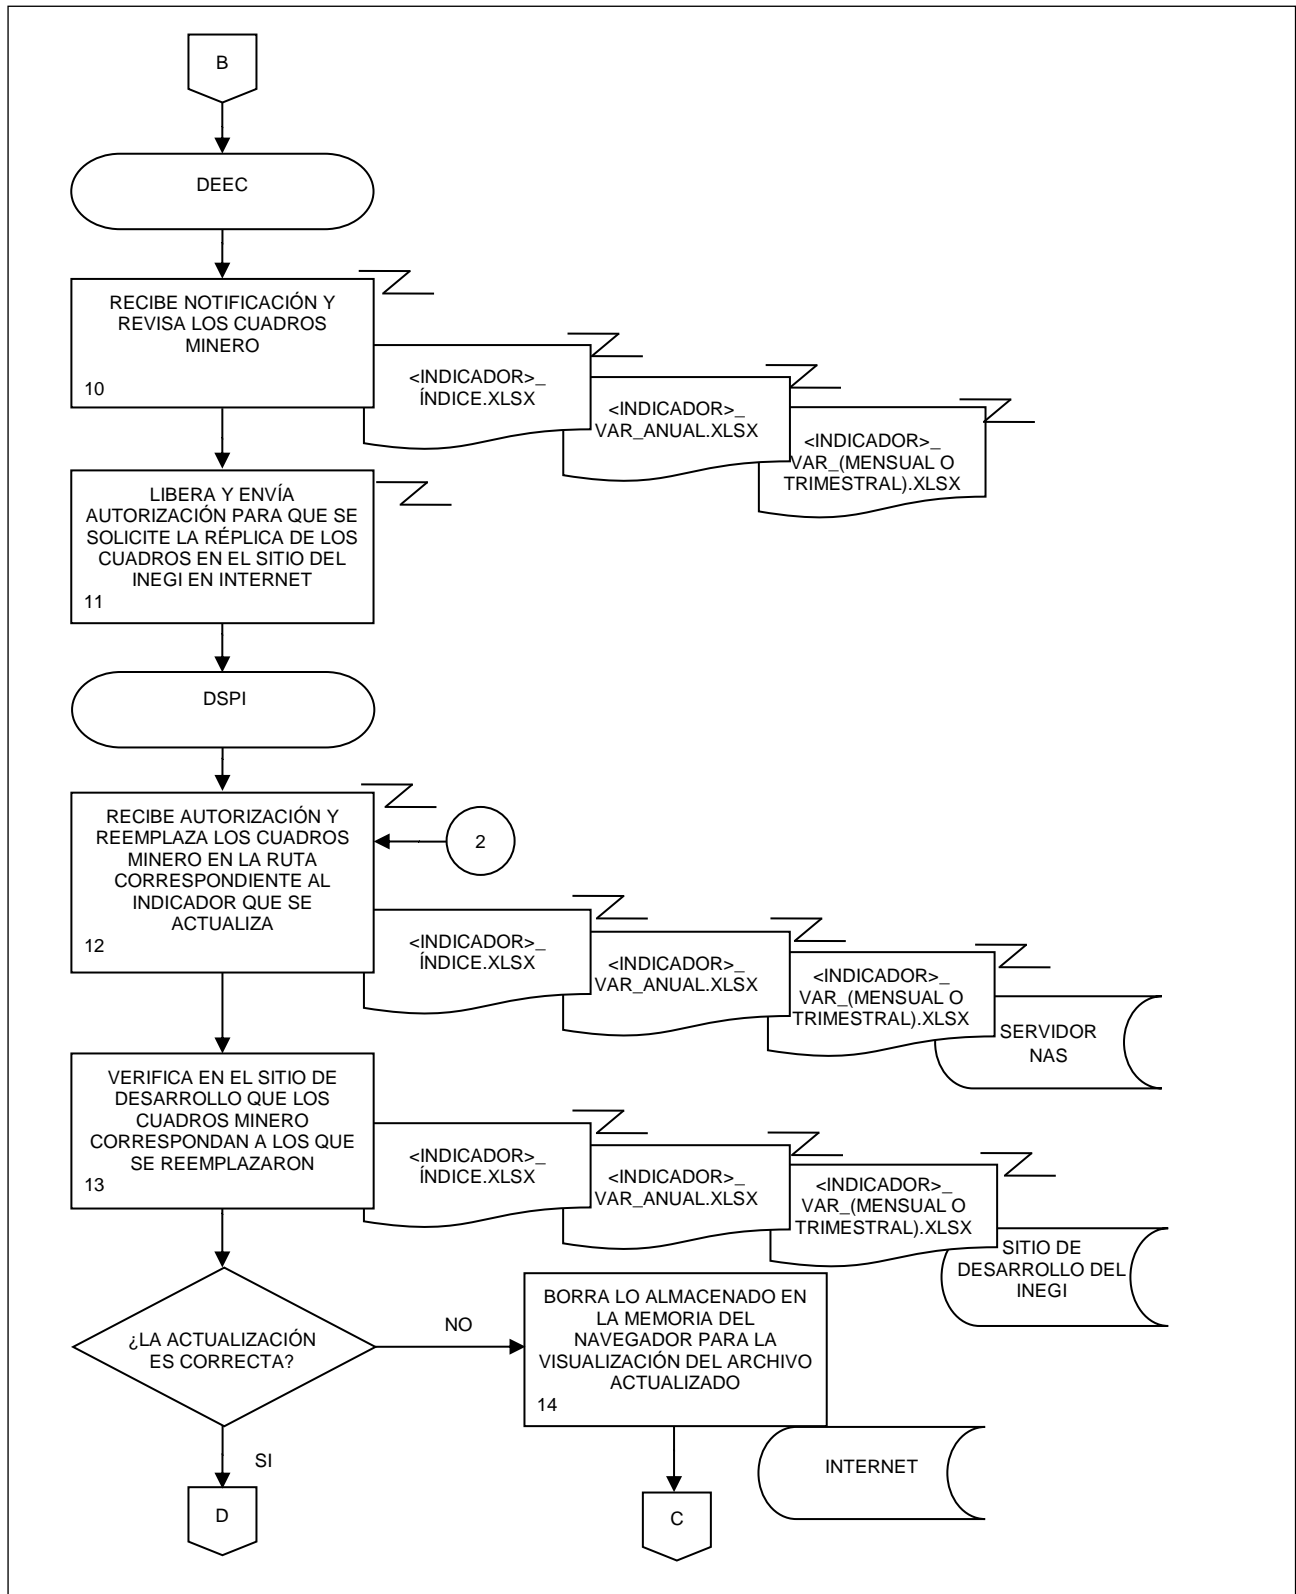 B
DEEC
RECIBE NOTIFICACIÓN Y
REVISA LOS CUADROS
MINERO
10
<INDICADOR>_
ÍNDICE.XLSX
<INDICADOR>_
VAR_ANUAL.XLSX
<INDICADOR>_
VAR_(MENSUAL O
TRIMESTRAL).XLSX
LIBERA Y ENVÍA
AUTORIZACIÓN PARA QUE SE
SOLICITE LA RÉPLICA DE LOS
CUADROS EN EL SITIO DEL
INEGI EN INTERNET
11
DSPI
RECIBE AUTORIZACIÓN Y
REEMPLAZA LOS CUADROS
MINERO EN LA RUTA
CORRESPONDIENTE AL
INDICADOR QUE SE
ACTUALIZA
12
2
<INDICADOR>_
ÍNDICE.XLSX
<INDICADOR>_
VAR_ANUAL.XLSX
<INDICADOR>_
VAR_(MENSUAL O
TRIMESTRAL).XLSX
SERVIDOR
NAS
VERIFICA EN EL SITIO DE
DESARROLLO QUE LOS
CUADROS MINERO
CORRESPONDAN A LOS QUE
SE REEMPLAZARON
13
<INDICADOR>_
ÍNDICE.XLSX
<INDICADOR>_
VAR_ANUAL.XLSX
<INDICADOR>_
VAR_(MENSUAL O
TRIMESTRAL).XLSX
SITIO DE
DESARROLLO DEL
INEGI
¿LA ACTUALIZACIÓN
ES CORRECTA?
NO
BORRA LO ALMACENADO EN
LA MEMORIA DEL
NAVEGADOR PARA LA
VISUALIZACIÓN DEL ARCHIVO
ACTUALIZADO
14
INTERNET
SI
D
C